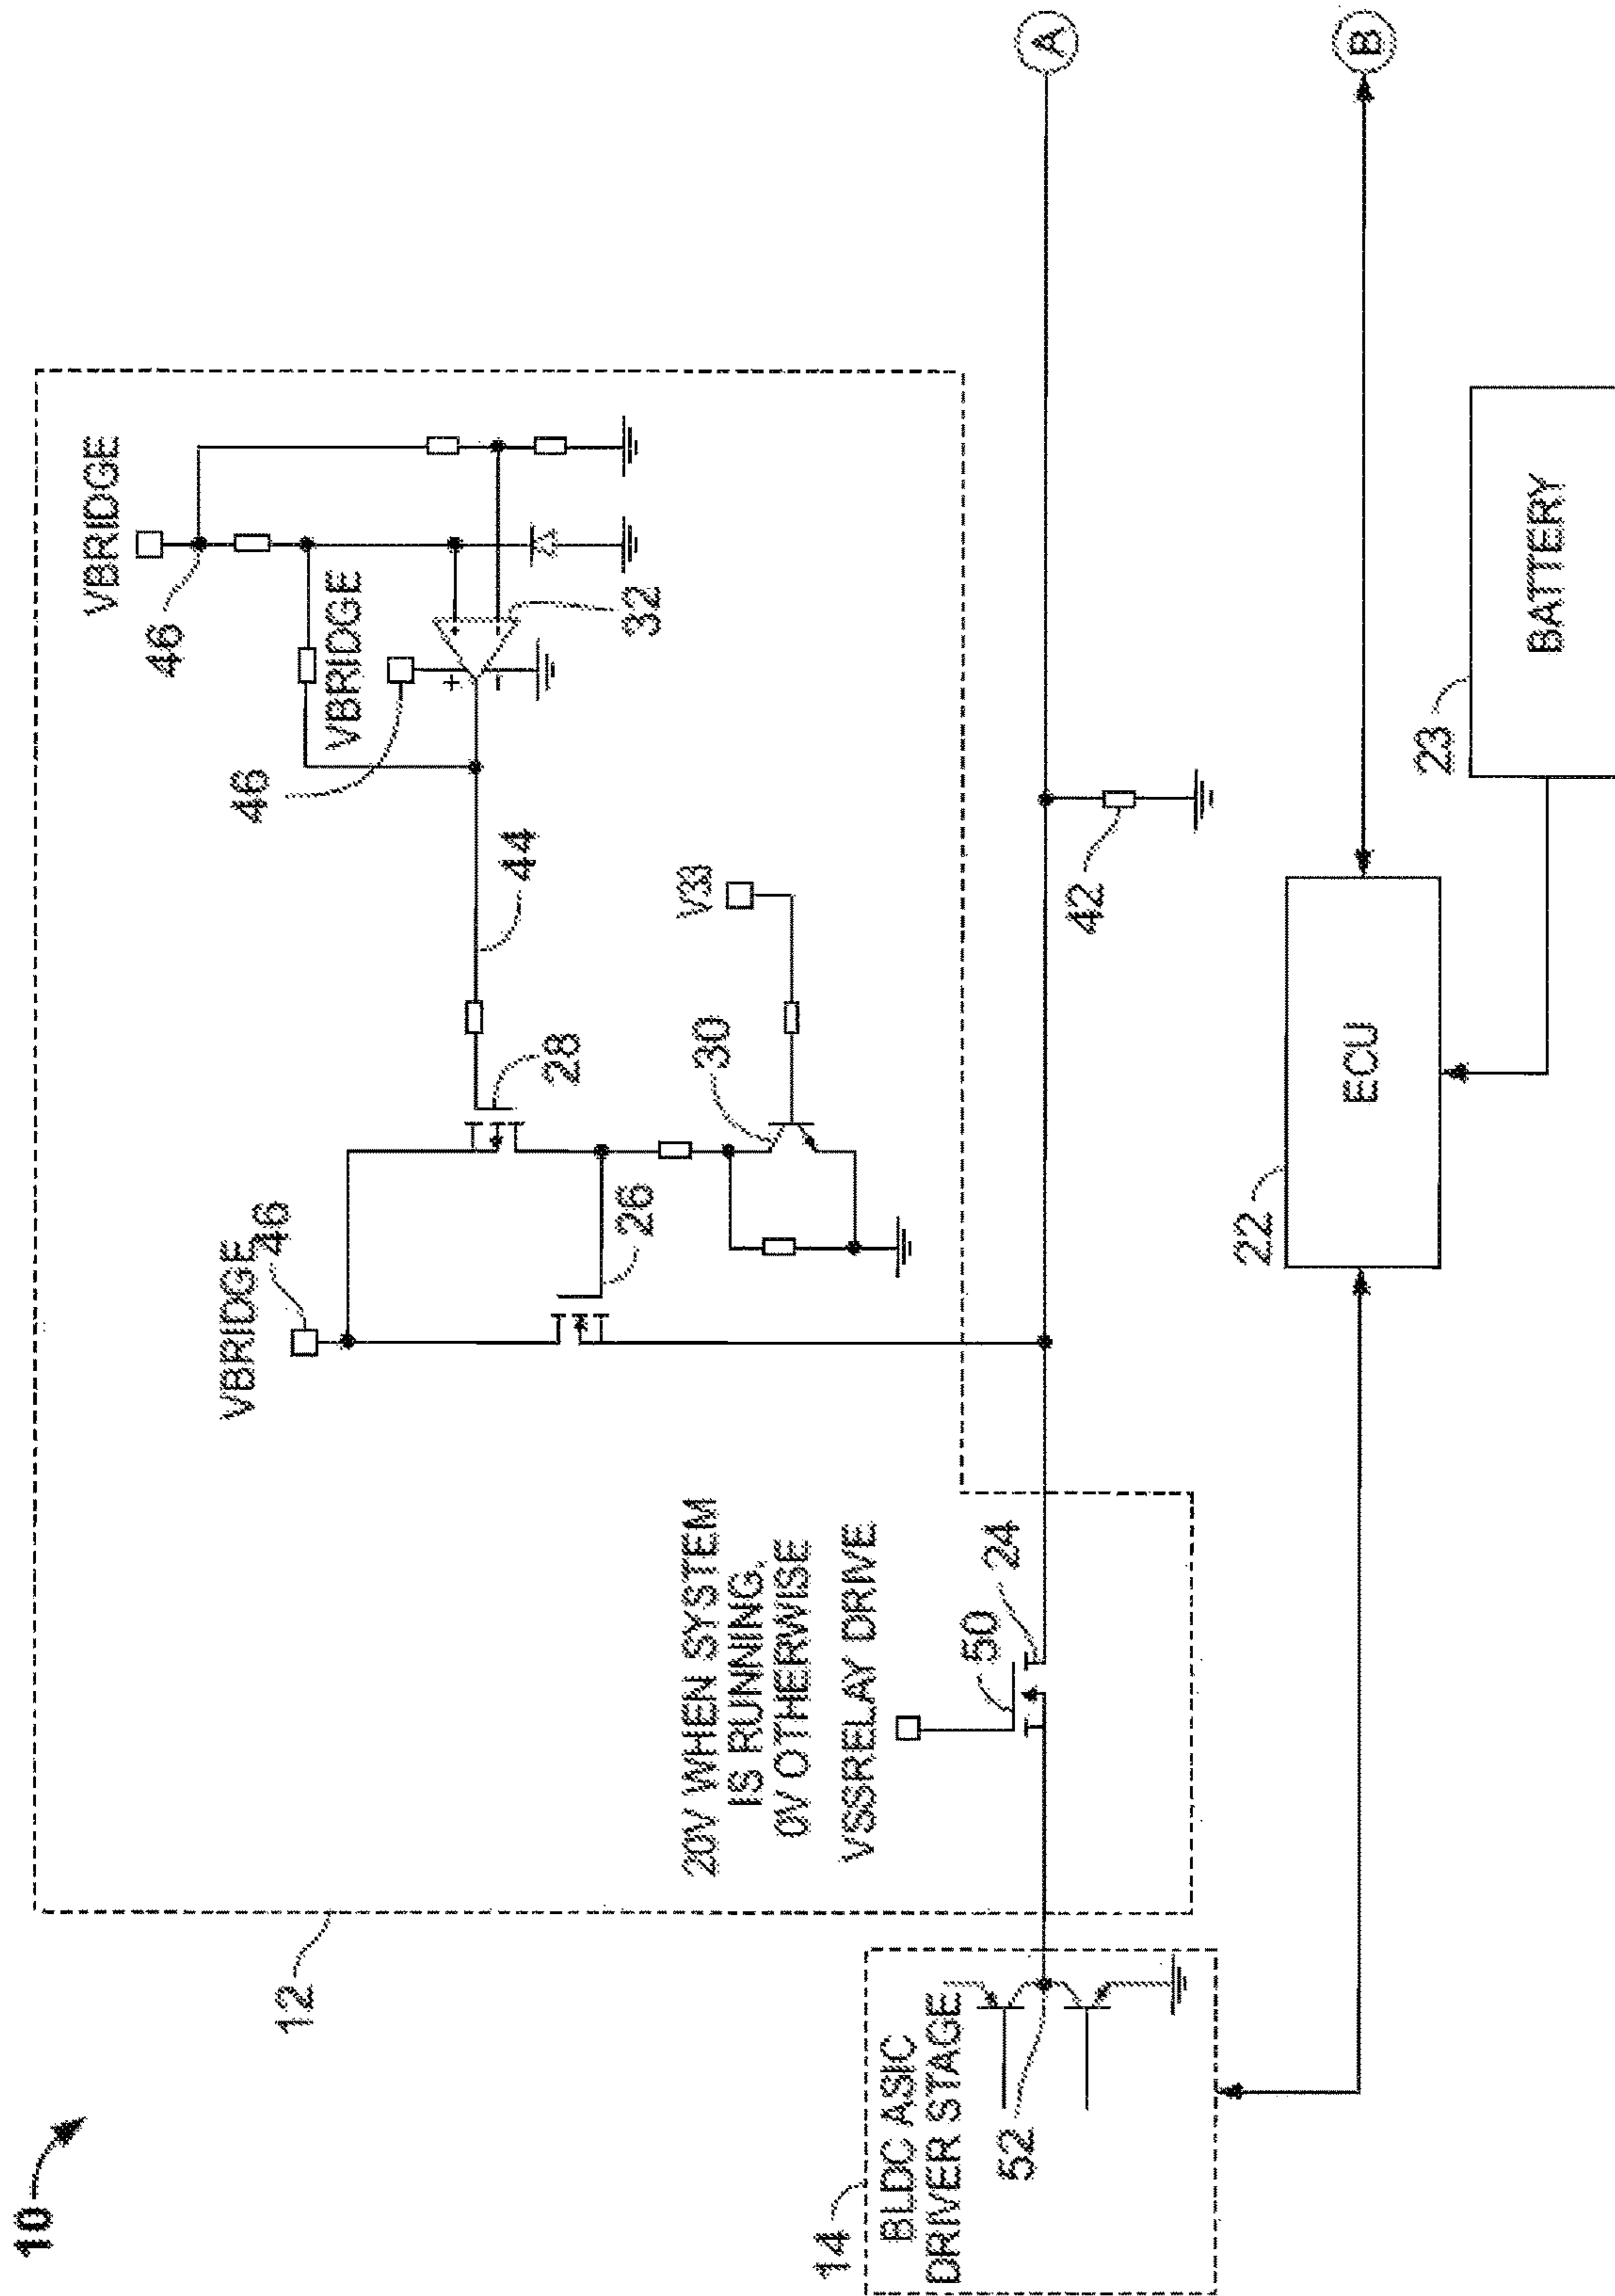 10
12
VBRIDGE
46
VBRIDGE
46
VBRIDGE
46
+
-
+
-
32
44
28
26
30
V33
20V WHEN SYSTEM
IS RUNNING,
0V OTHERWISE
VSSRELAY DRIVE
50
24
42
A
14
BLDC ASIC
DRIVER STAGE
52
22
ECU
B
23
BATTERY